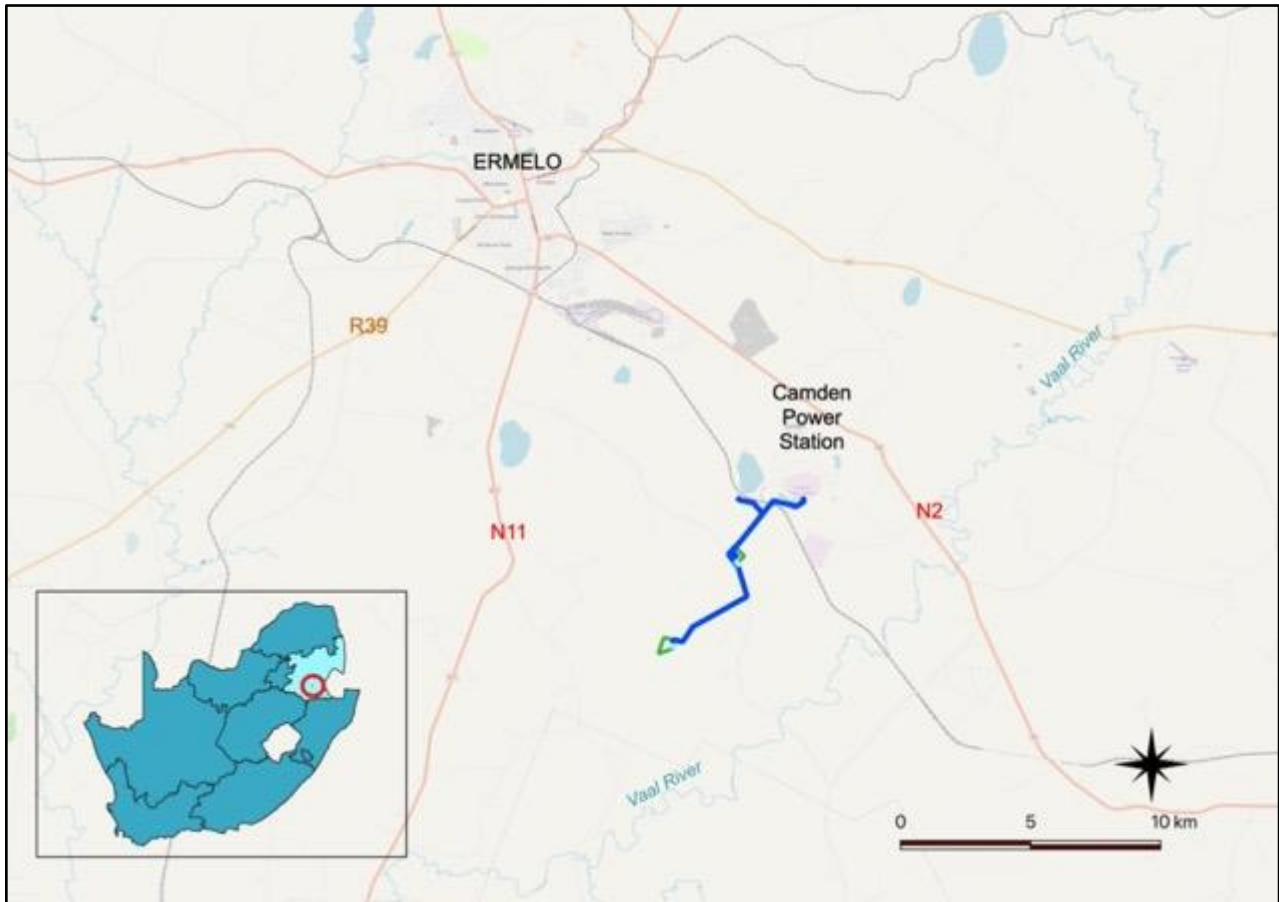 ERMELO
R39
Vaal River
Camden
Power
Station
N11
N2
Vaal River
0 5 10 km